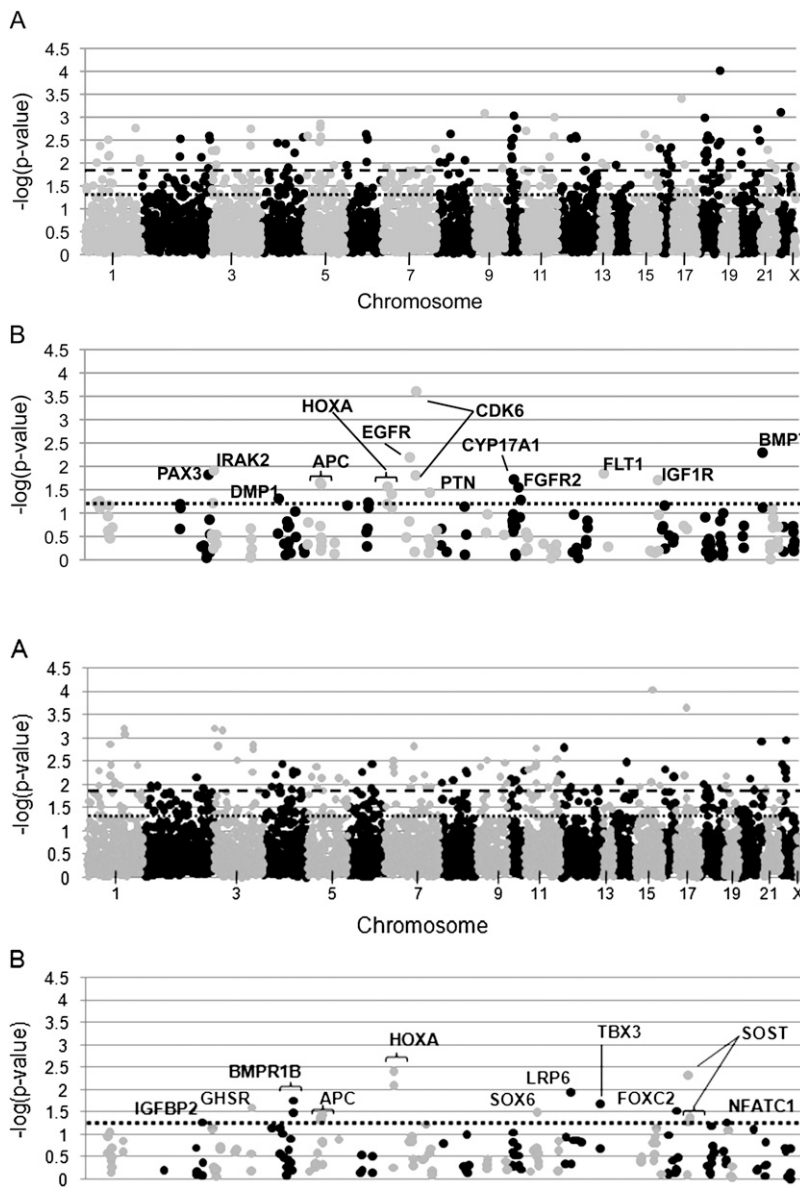 A
-log(p-value)
4.5
4
3.5
3
2.5
2
1.5
1
0.5
0
1 3 5 7 9 11 13 15 17 19 21 X
Chromosome
B
-log(p-value)
4.5
4
3.5
3
2.5
2
1.5
1
0.5
0
HOXA CDK6
EGFR
CYP17A1 BMP7
PAX3 IRAK2 APC FLT1
DMP1 PTN FGFR2 IGF1R
A
-log(p-value)
4.5
4
3.5
3
2.5
2
1.5
1
0.5
0
1 3 5 7 9 11 13 15 17 19 21 X
Chromosome
B
-log(p-value)
4.5
4
3.5
3
2.5
2
1.5
1
0.5
0
HOXA TBX3 SOST
BMPR1B LRP6
IGFBP2 GHSR APC SOX6 FOXC2 NFATC1